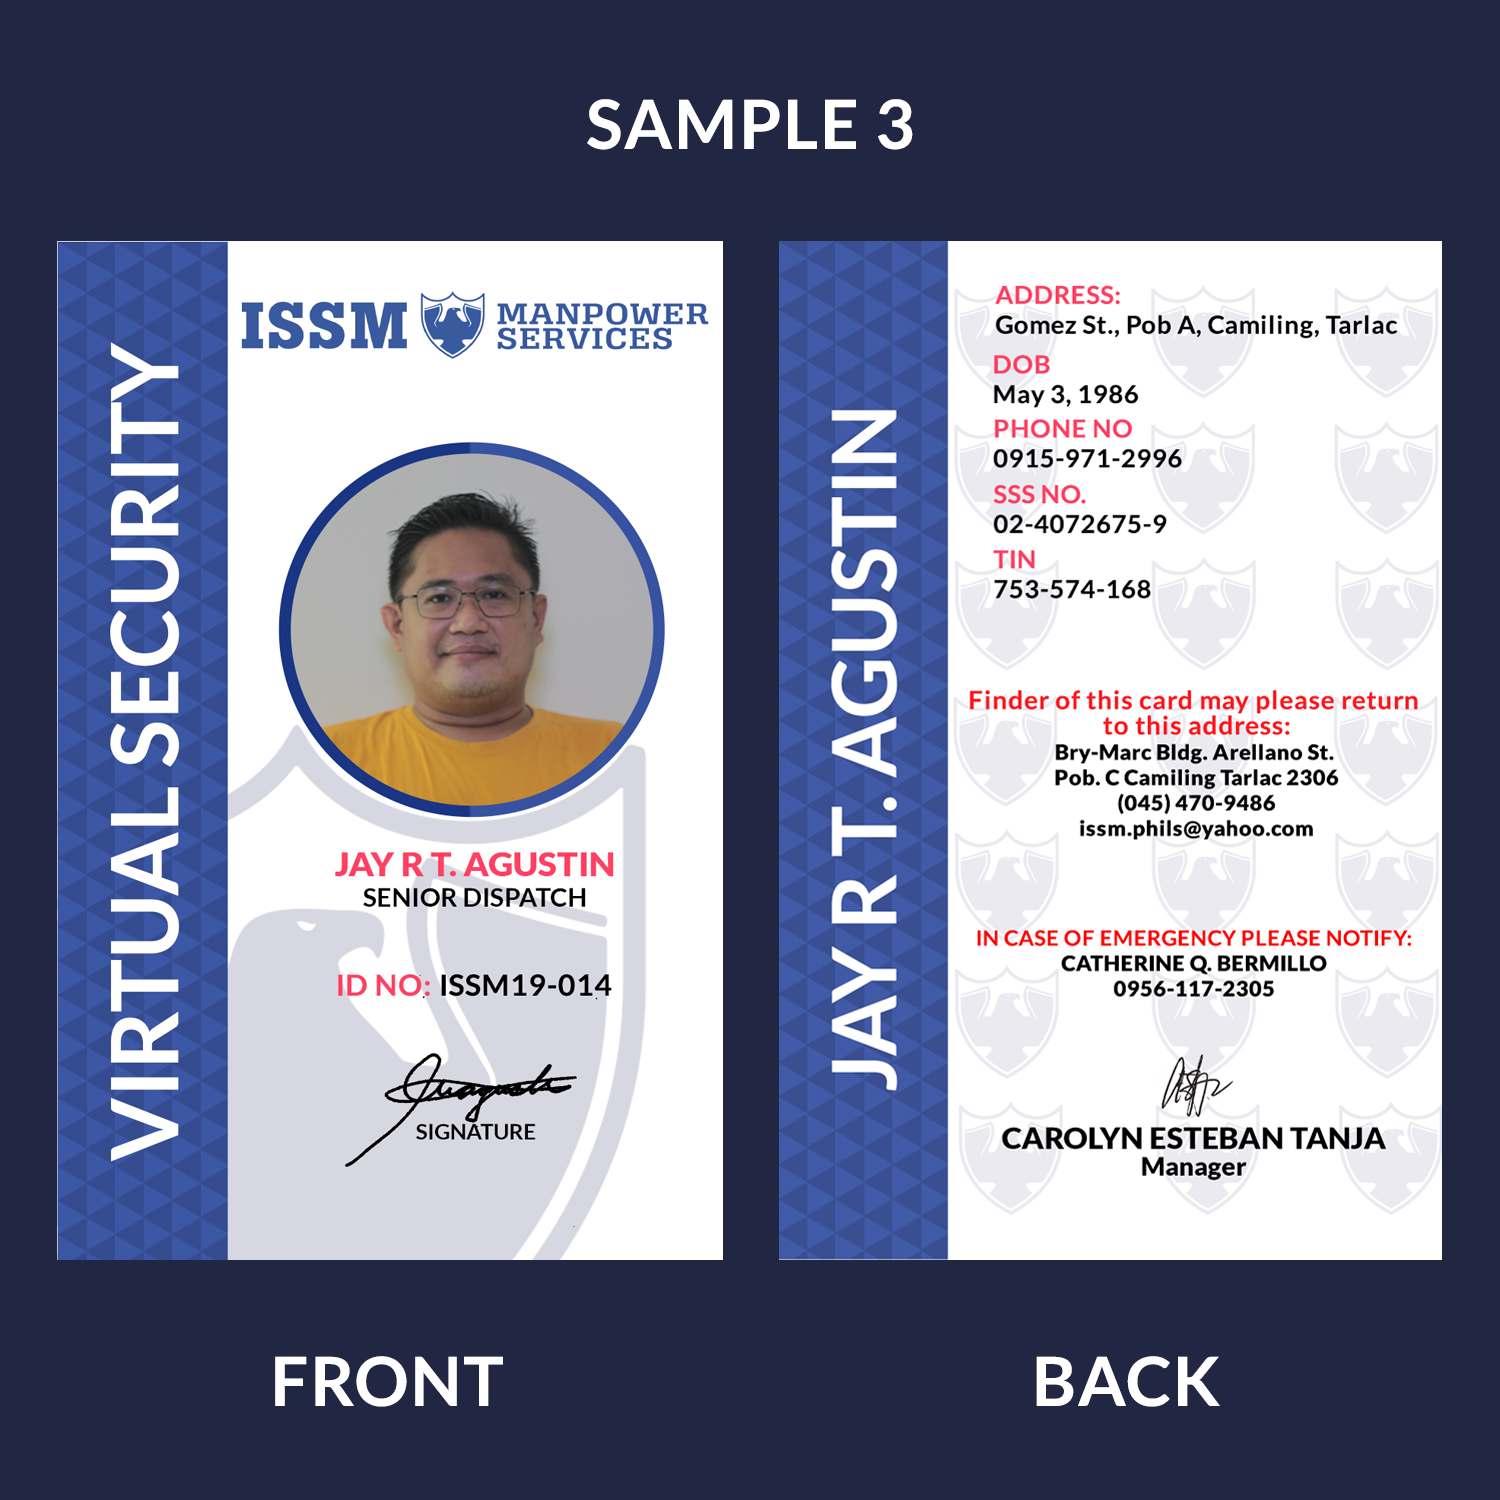 SAMPLE 3
VIRTUAL SECURITY
ISSM MANPOWER
SERVICES
JAY R T. AGUSTIN
SENIOR DISPATCH
ID NO: ISSM19-014
SIGNATURE
FRONT
JAY R T. AGUSTIN
ADDRESS:
Gomez St., Pob A, Camiling, Tarlac
DOB
May 3, 1986
PHONE NO
0915-971-2996
SSS NO.
02-4072675-9
TIN
753-574-168
Finder of this card may please return
to this address:
Bry-Marc Bldg. Arellano St.
Pob. C Camiling Tarlac 2306
(045) 470-9486
issm.phils@yahoo.com
IN CASE OF EMERGENCY PLEASE NOTIFY:
CATHERINE Q. BERMILLO
0956-117-2305
CAROLYN ESTEBAN TANJA
Manager
BACK